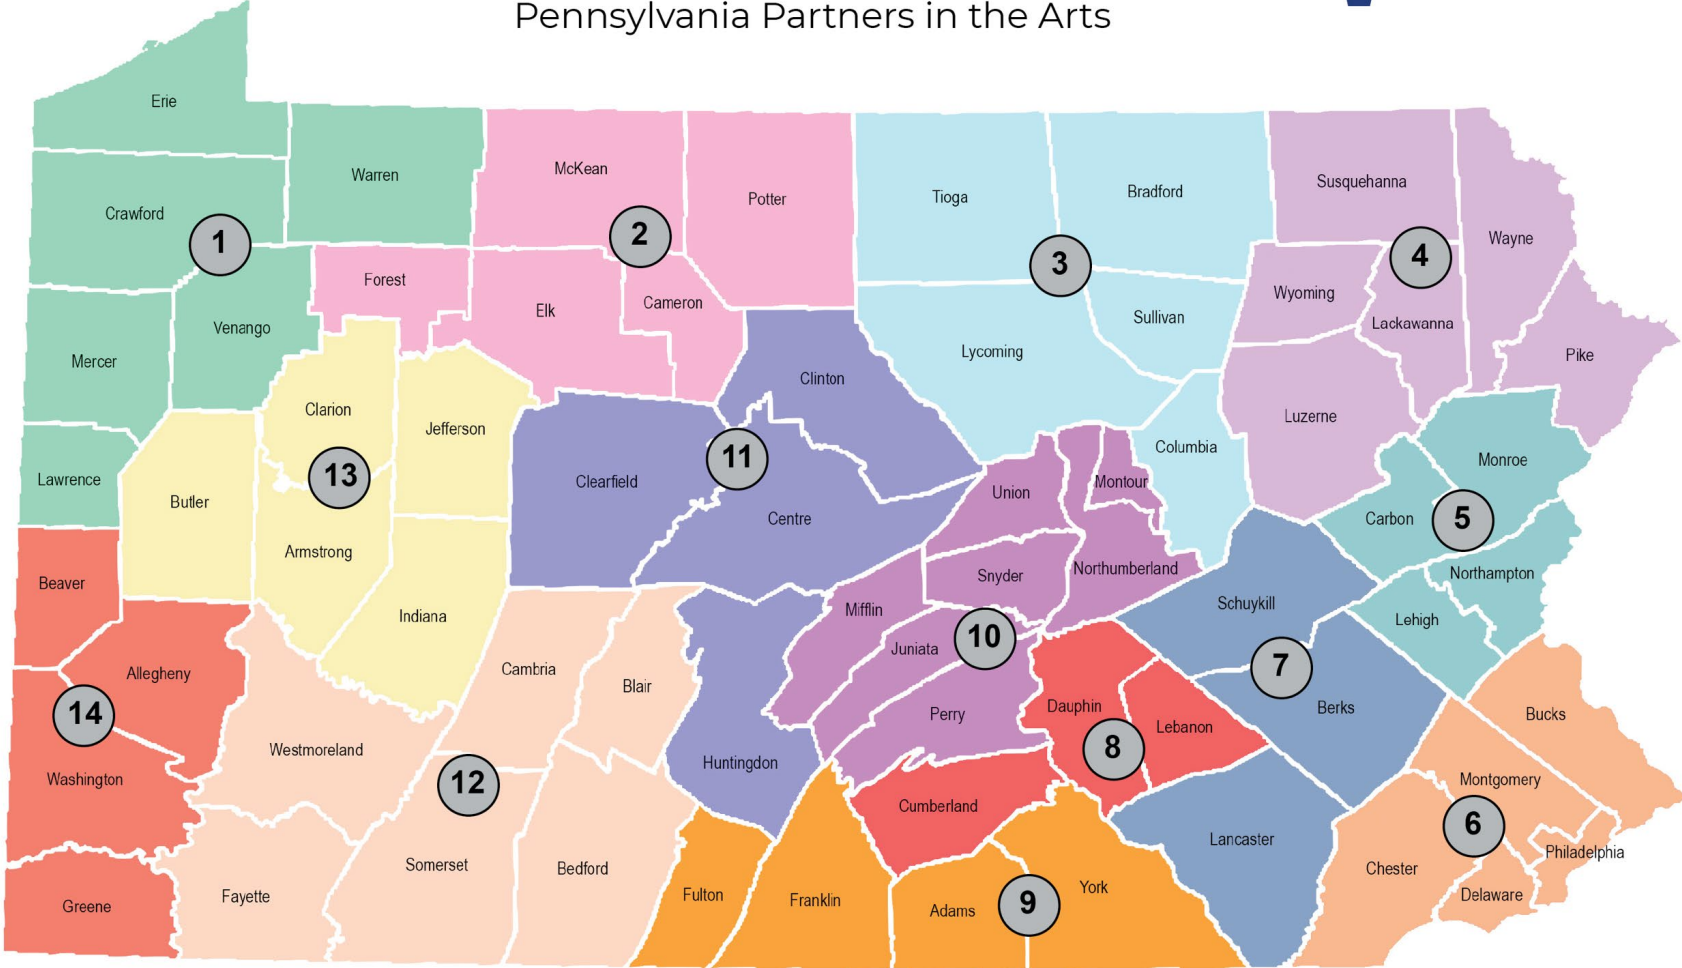 Pennsylvania Partners in the Arts
Erie
Warren
McKean
Potter
Tioga
Bradford
Susquehanna
Wayne
Crawford
1
2
3
4
Forest
Elk
Cameron
Sullivan
Wyoming
Lackawanna
Pike
Mercer
Venango
Lycoming
Clinton
Luzerne
Clarion
Jefferson
Columbia
Monroe
Lawrence
Butler
13
Clearfield
11
Centre
Union
Montour
Carbon
5
Armstrong
Beaver
Indiana
Snyder
Northumberland
Northampton
Mifflin
Schuykill
Lehigh
Juniata
10
Allegheny
Cambria
Blair
7
14
Perry
Dauphin
Lebanon
Berks
Bucks
Westmoreland
8
Washington
12
Huntingdon
Cumberland
Montgomery
6
Lancaster
Philadelphia
Somerset
Bedford
Chester
Greene
Fayette
Fulton
Franklin
Adams
9
York
Delaware